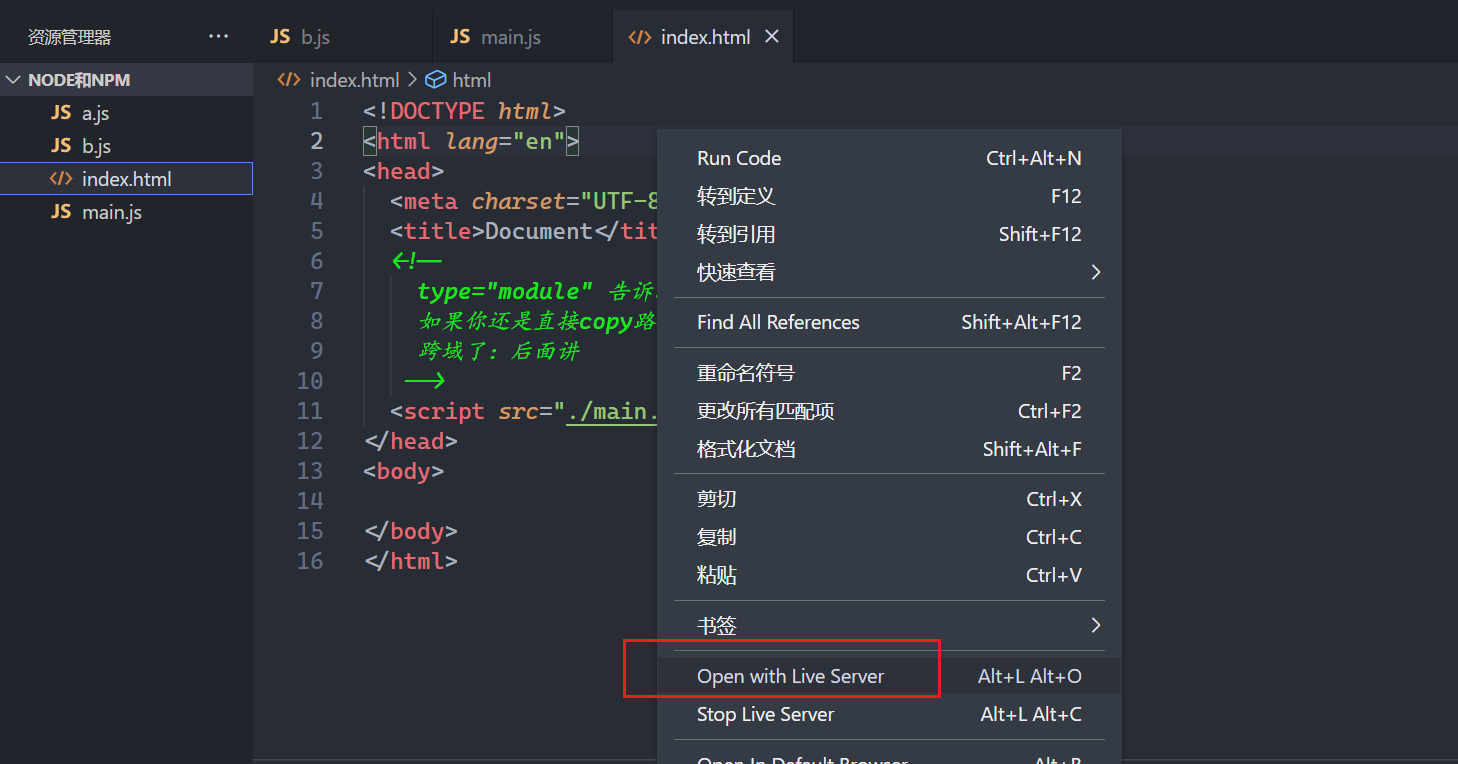 资源管理器 ···
JS b.js
JS main.js
index.html
NODE和NPM
JS a.js
JS b.js
index.html
JS main.js
index.html > html
1 <!DOCTYPE html>
2 <html lang="en">
3 <head>
4 <meta charset="UTF-8
5 <title>Document</tit
6 <!--
7 type="module" 告诉
8 如果你还是直接copy路
9 跨域了：后面讲
10 -->
11 <script src="./main.
12 </head>
13 <body>
14
15 </body>
16 </html>
Run Code Ctrl+Alt+N
转到定义 F12
转到引用 Shift+F12
快速查看
Find All References Shift+Alt+F12
重命名符号 F2
更改所有匹配项 Ctrl+F2
格式化文档 Shift+Alt+F
剪切 Ctrl+X
复制 Ctrl+C
粘贴 Ctrl+V
书签
Open with Live Server Alt+L Alt+O
Stop Live Server Alt+L Alt+C
Open In Default Browser Alt+B